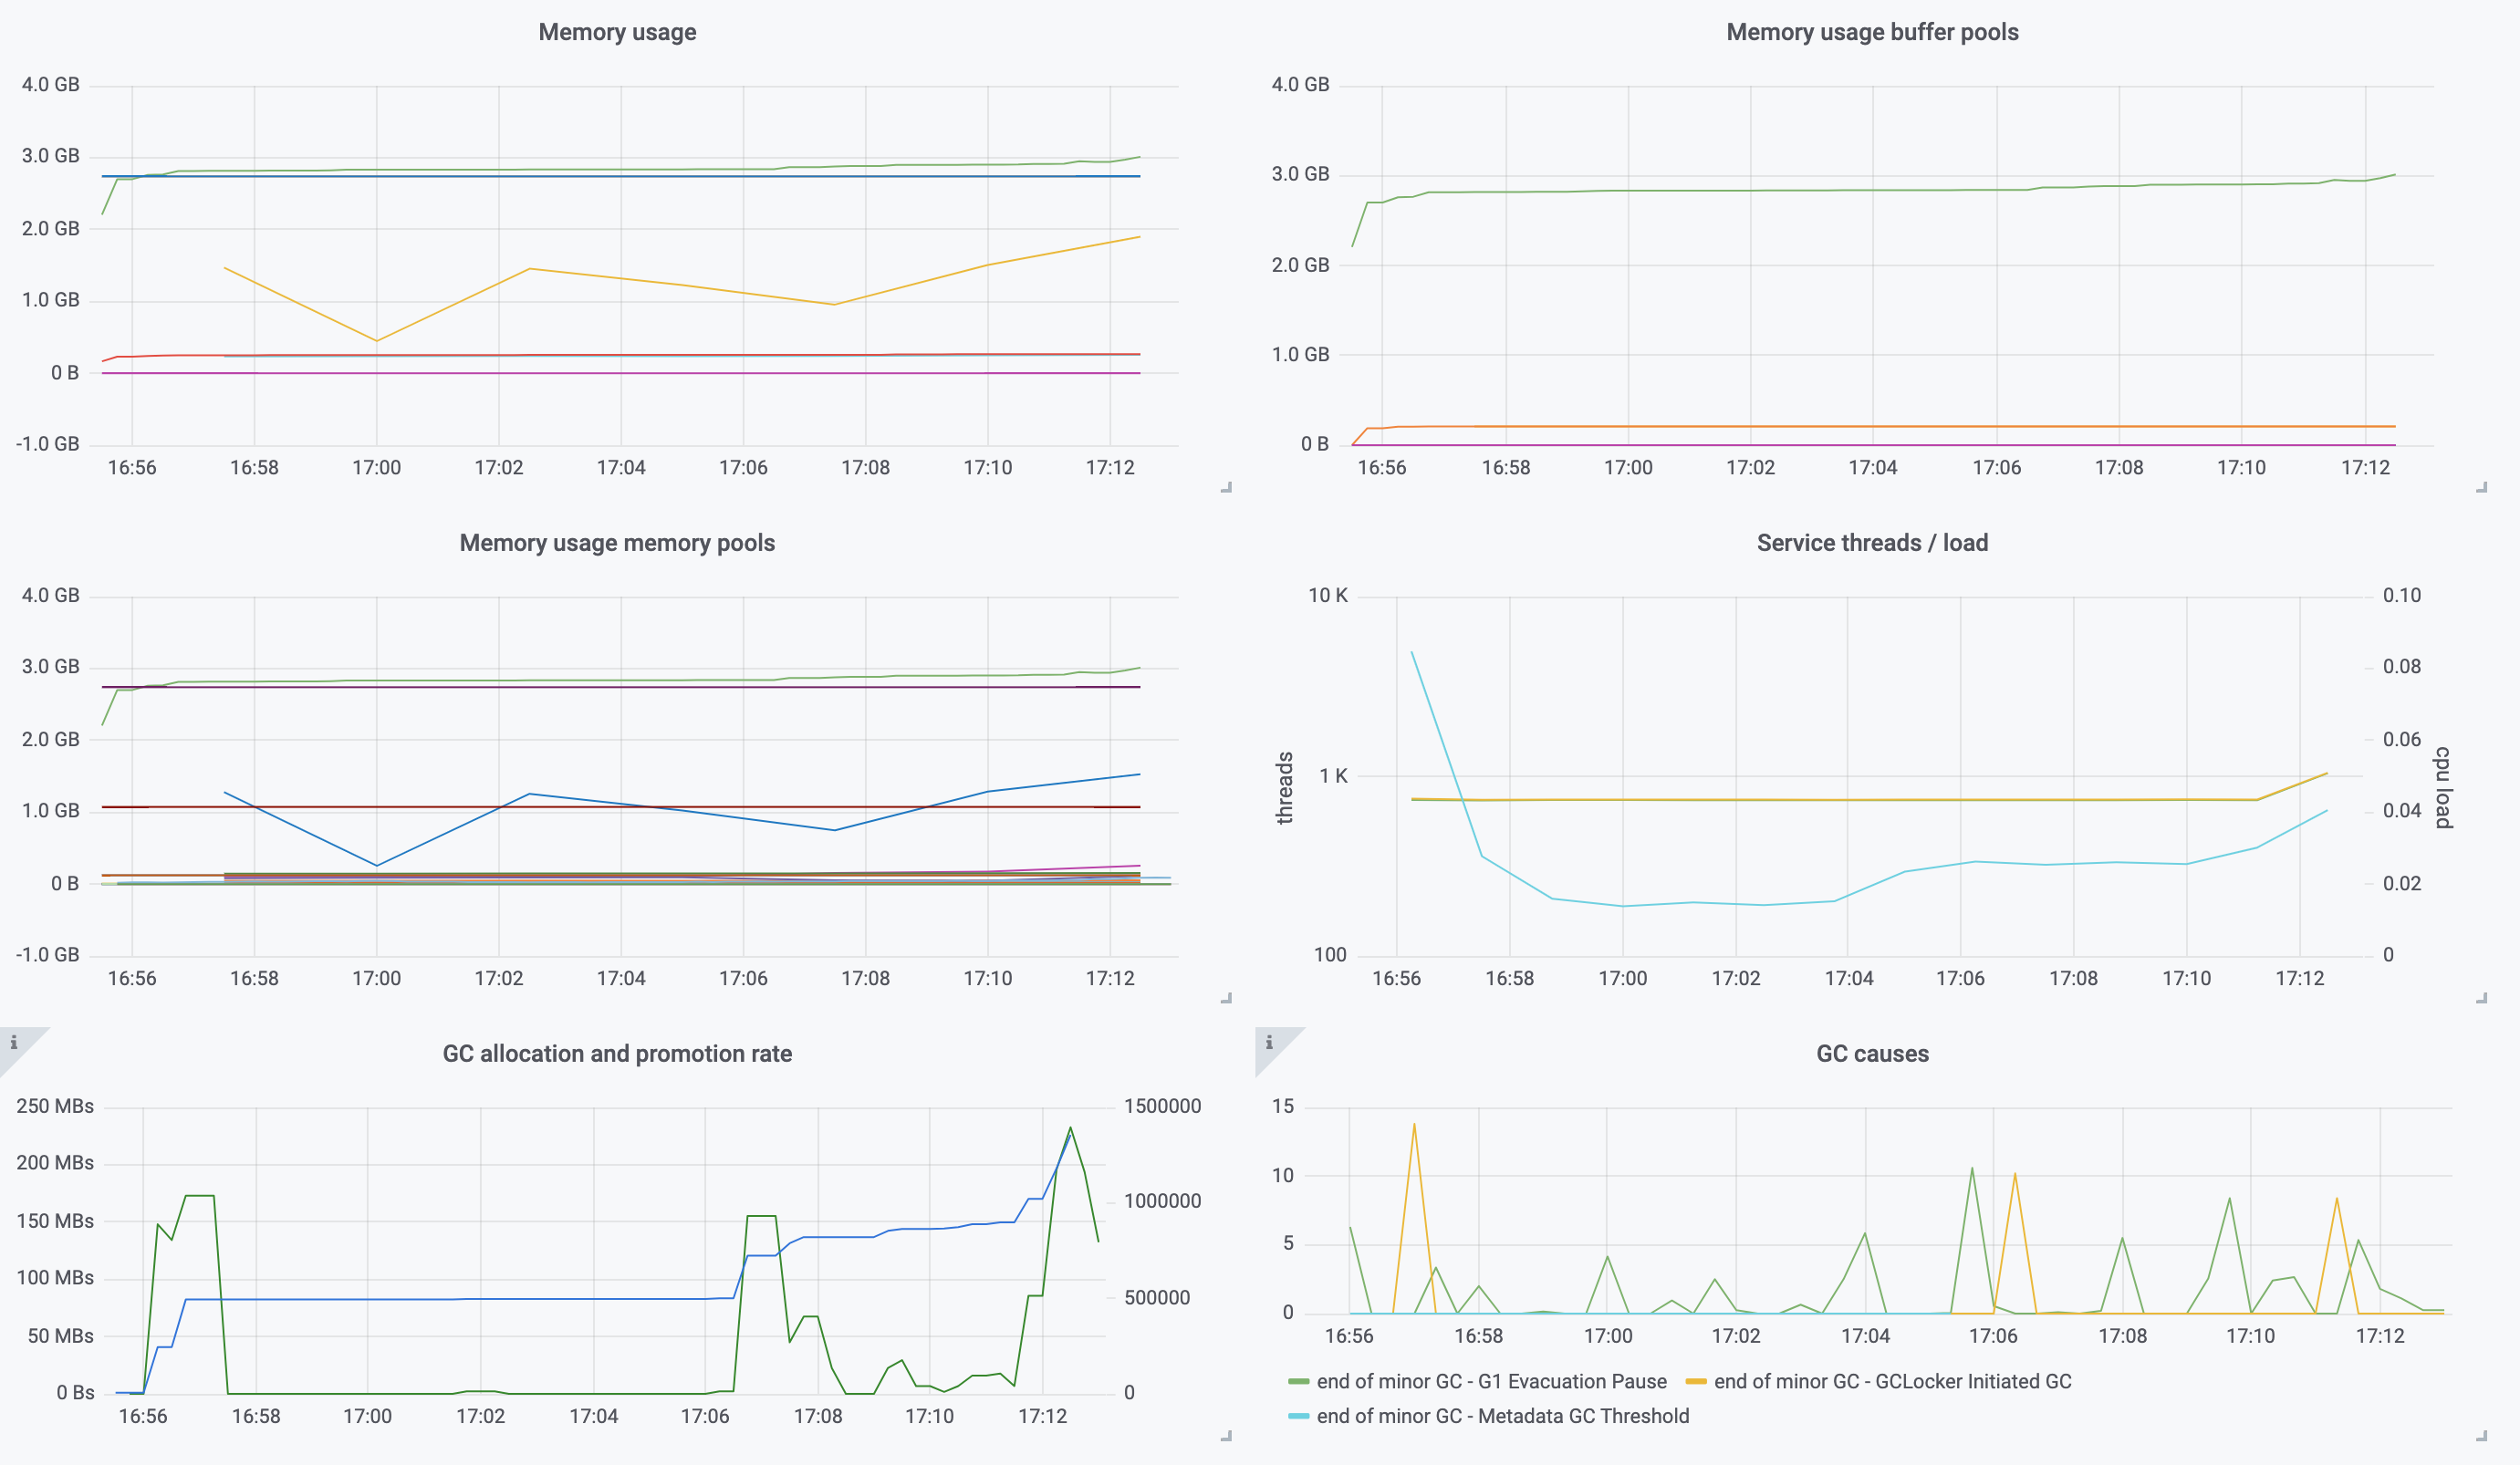 Memory usage
4.0 GB
3.0 GB
2.0 GB
1.0 GB
0 B
-1.0 GB
16:56 16:58 17:00 17:02 17:04 17:06 17:08 17:10 17:12
Memory usage buffer pools
4.0 GB
3.0 GB
2.0 GB
1.0 GB
0 B
16:56 16:58 17:00 17:02 17:04 17:06 17:08 17:10 17:12
Memory usage memory pools
4.0 GB
3.0 GB
2.0 GB
1.0 GB
0 B
-1.0 GB
16:56 16:58 17:00 17:02 17:04 17:06 17:08 17:10 17:12
Service threads / load
threads
10 K
1 K
100
0.10
0.08
0.06
0.04
0.02
0
cpu load
16:56 16:58 17:00 17:02 17:04 17:06 17:08 17:10 17:12
i
GC allocation and promotion rate
250 MBs
200 MBs
150 MBs
100 MBs
50 MBs
0 Bs
1500000
1000000
500000
0
16:56 16:58 17:00 17:02 17:04 17:06 17:08 17:10 17:12
i
GC causes
15
10
5
0
16:56 16:58 17:00 17:02 17:04 17:06 17:08 17:10 17:12
end of minor GC - G1 Evacuation Pause end of minor GC - GCLocker Initiated GC
end of minor GC - Metadata GC Threshold